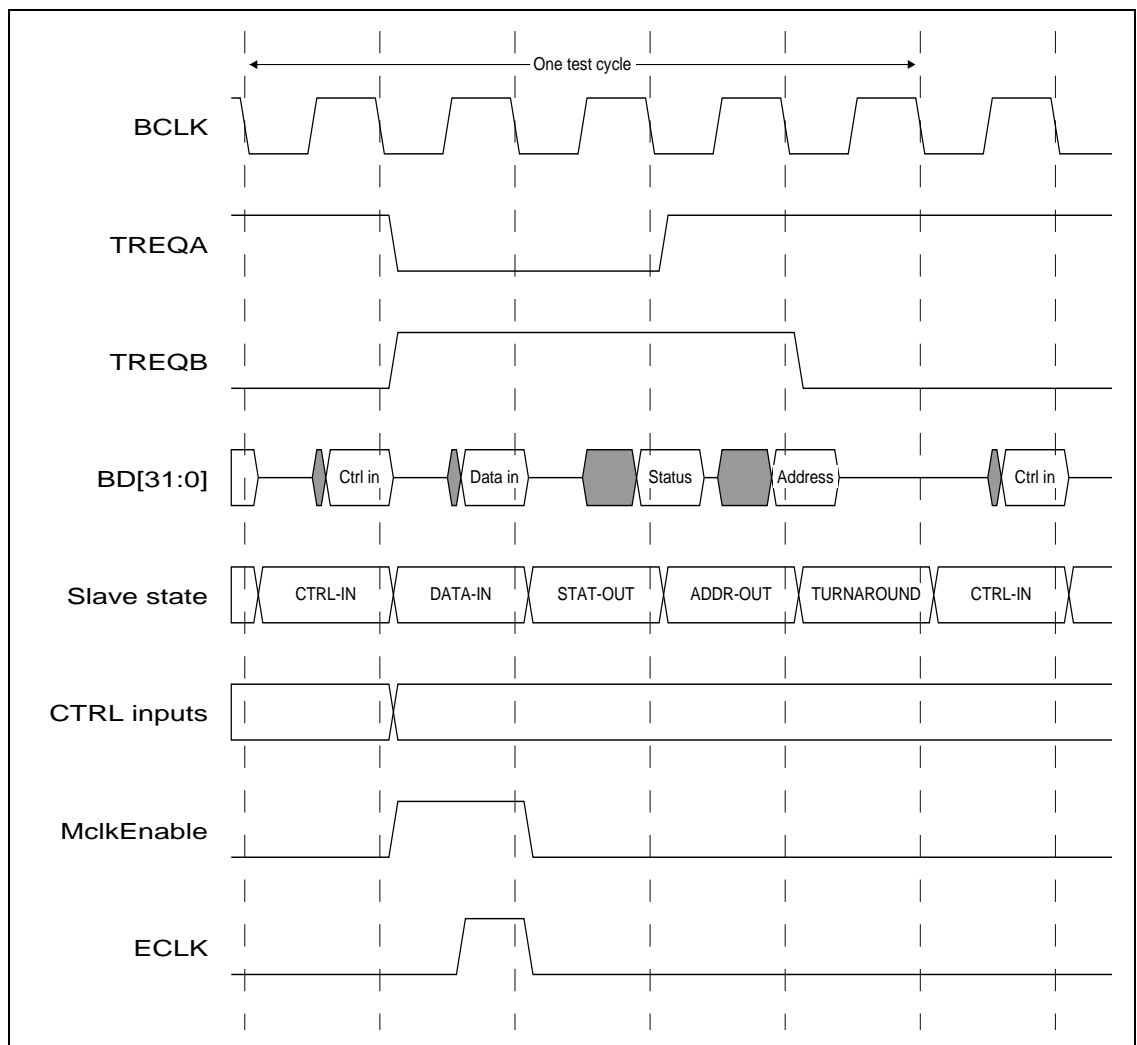 One test cycle
BCLK
TREQA
TREQB
BD[31:0]
Ctrl in
Data in
Status
Address
Ctrl in
Slave state
CTRL-IN
DATA-IN
STAT-OUT
ADDR-OUT
TURNAROUND
CTRL-IN
CTRL inputs
MclkEnable
ECLK